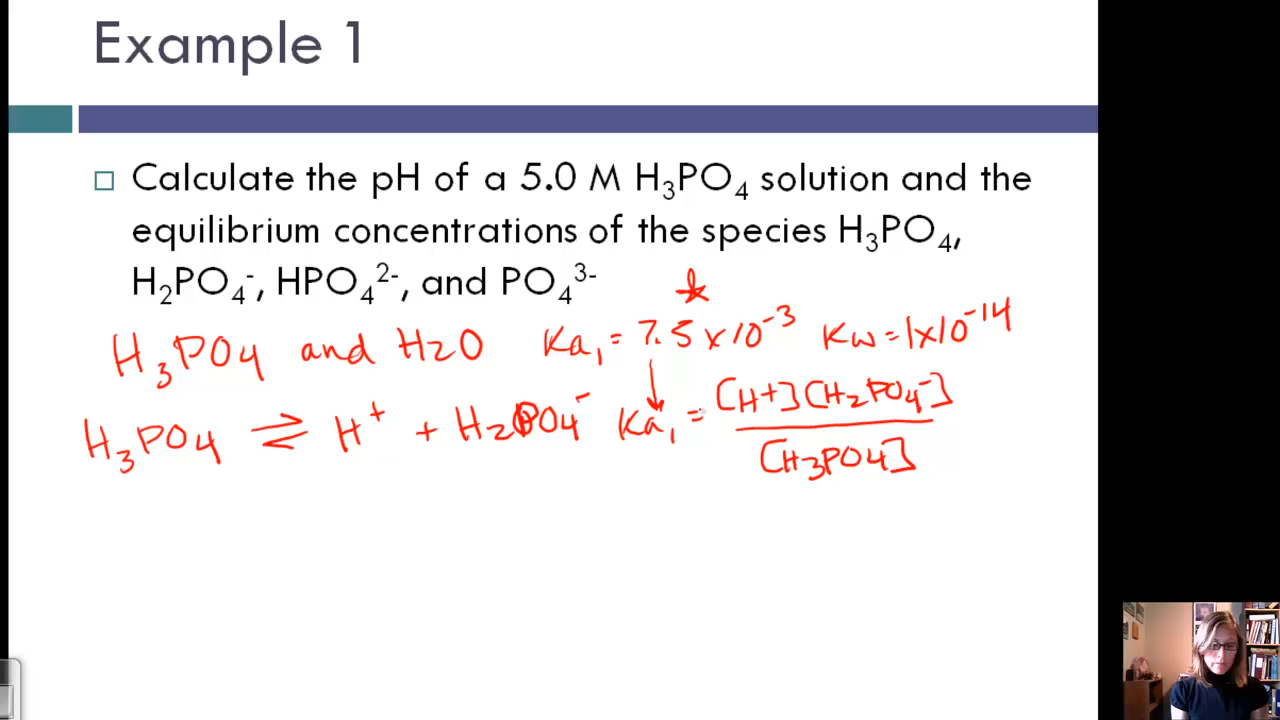 Example 1
Calculate the pH of a 5.0 M H₃PO₄ solution and the
equilibrium concentrations of the species H₃PO₄,
H₂PO₄⁻, HPO₄²⁻, and PO₄³⁻
H₃PO4 and H2O Ka₁ = 7.5 x 10⁻³ Kw = 1x10⁻¹⁴
H₃PO4 ⇌ H⁺ + H₂PO4⁻ Ka₁ = [H+][H₂PO4⁻]
[H3PO4]